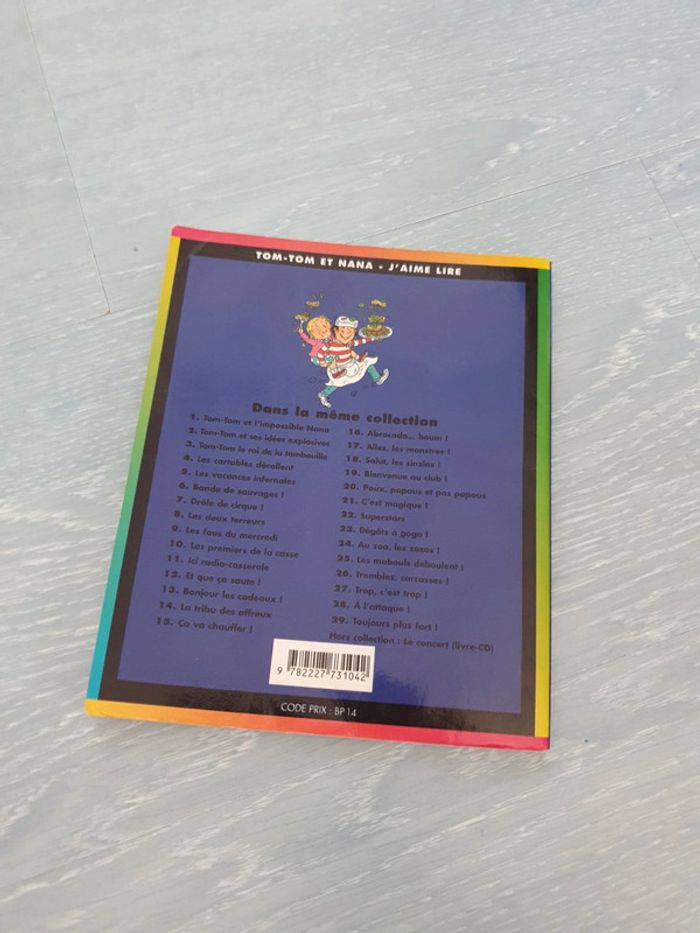 TOM-TOM ET NANA - J'AIME LIRE
Dans la même collection
1. Tom-Tom et l'impossible Nana
2. Tom-Tom et ses idées explosives
3. Tom-Tom le roi de la tambouille
4. Les cartables décollent
5. Les vacances infernales
6. Bande de sauvages !
7. Drôle de cirque !
8. Les deux terreurs
9. Les fous du mercredi
10. Les premiers de la casse
11. Ici radio-casserole
12. Et que ça saute !
13. Bonjour les cadeaux !
14. La tribu des affreux
15. Ça va chauffer !
16. Abracada... boum !
17. Allez, les monstres !
18. Salut, les zinzins !
19. Bienvenue au club !
20. Poux, papous et pas papous
21. C'est magique !
22. Superstars
23. Dégâts à gogo !
24. Au zoo, les zozos !
25. Les mabouls déboulent !
26. Tremblez, carcasses !
27. Trop, c'est trop !
28. À l'attaque !
29. Toujours plus fort !
Hors collection : Le concert (livre-CD)
9 782227 731042
CODE PRIX : BP 14